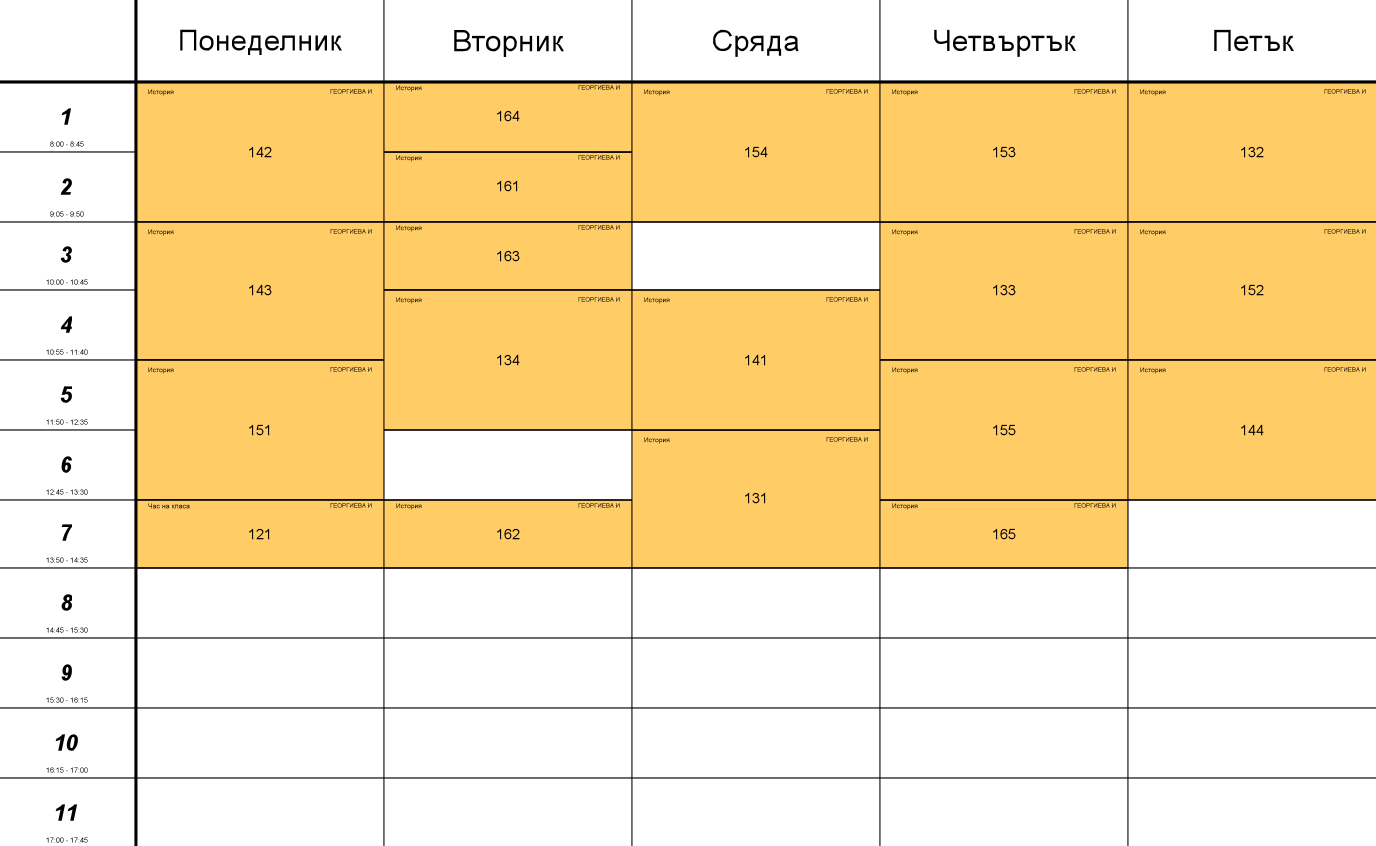 Понеделник Вторник Сряда Четвъртък Петък
1
8:00 - 8:45
История ГЕОРГИЕВА И
142
История ГЕОРГИЕВА И
164
История ГЕОРГИЕВА И
154
История ГЕОРГИЕВА И
153
История ГЕОРГИЕВА И
132
2
9:05 - 9:50
История ГЕОРГИЕВА И
161
3
10:00 - 10:45
История ГЕОРГИЕВА И
143
История ГЕОРГИЕВА И
163
История ГЕОРГИЕВА И
133
История ГЕОРГИЕВА И
152
4
10:55 - 11:40
История ГЕОРГИЕВА И
134
История ГЕОРГИЕВА И
141
5
11:50 - 12:35
История ГЕОРГИЕВА И
151
История ГЕОРГИЕВА И
155
История ГЕОРГИЕВА И
144
6
12:45 - 13:30
История ГЕОРГИЕВА И
131
7
13:50 - 14:35
Час на класа ГЕОРГИЕВА И
121
История ГЕОРГИЕВА И
162
История ГЕОРГИЕВА И
165
8
14:45 - 15:30
9
15:30 - 16:15
10
16:15 - 17:00
11
17:00 - 17:45